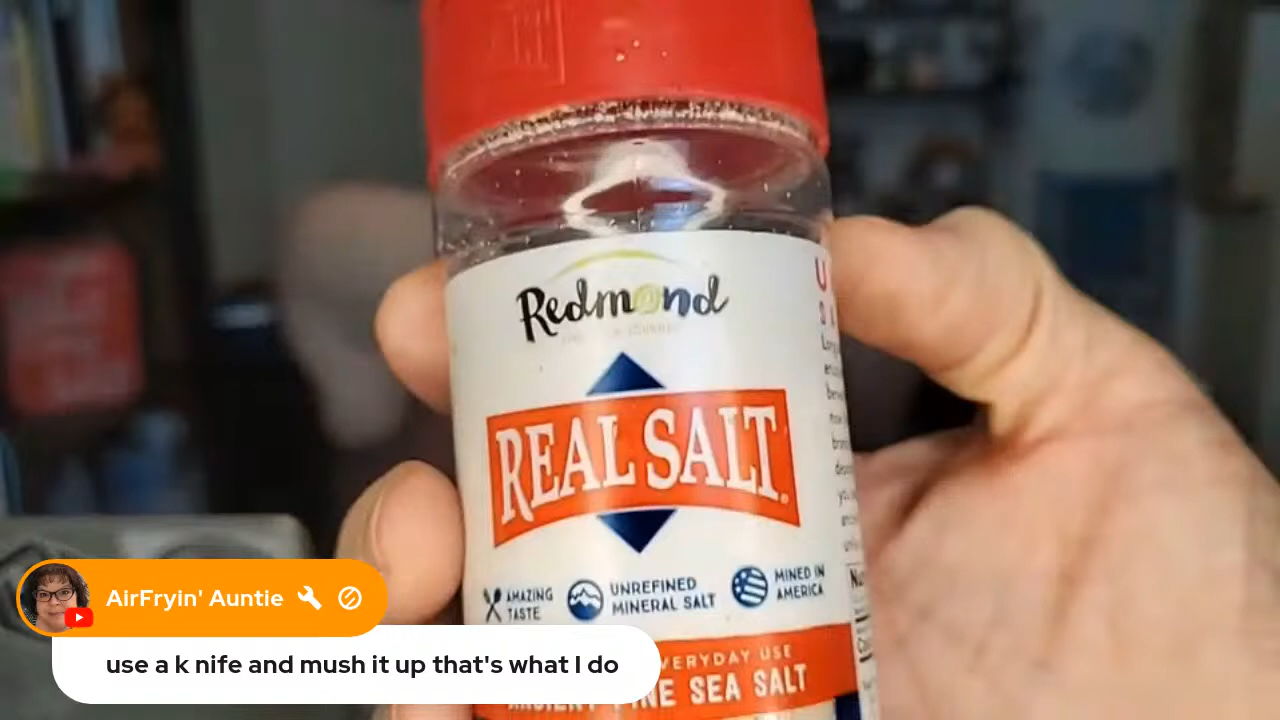 Redmond
REAL SALT
AMAZING
TASTE
UNREFINED
MINERAL SALT
MINED IN
AMERICA
EVERYDAY USE
ANCIENT FINE SEA SALT
AirFryin' Auntie
use a k nife and mush it up that's what I do